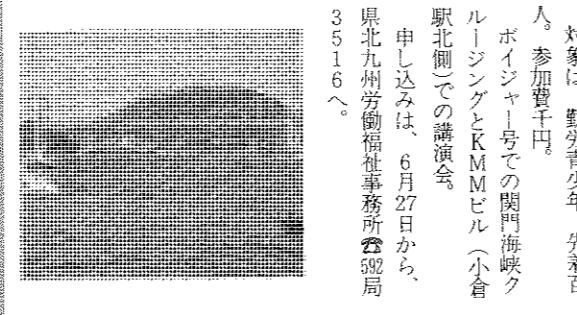 対象は、勤労青少年、先着百
人。参加費千円。
ボイジャー号での関門海峡ク
ルージングとKMMビル(小倉
駅北側)での講演会。
申し込みは、6月27日から、
県北九州労働福祉事務所☎592局
3516へ。